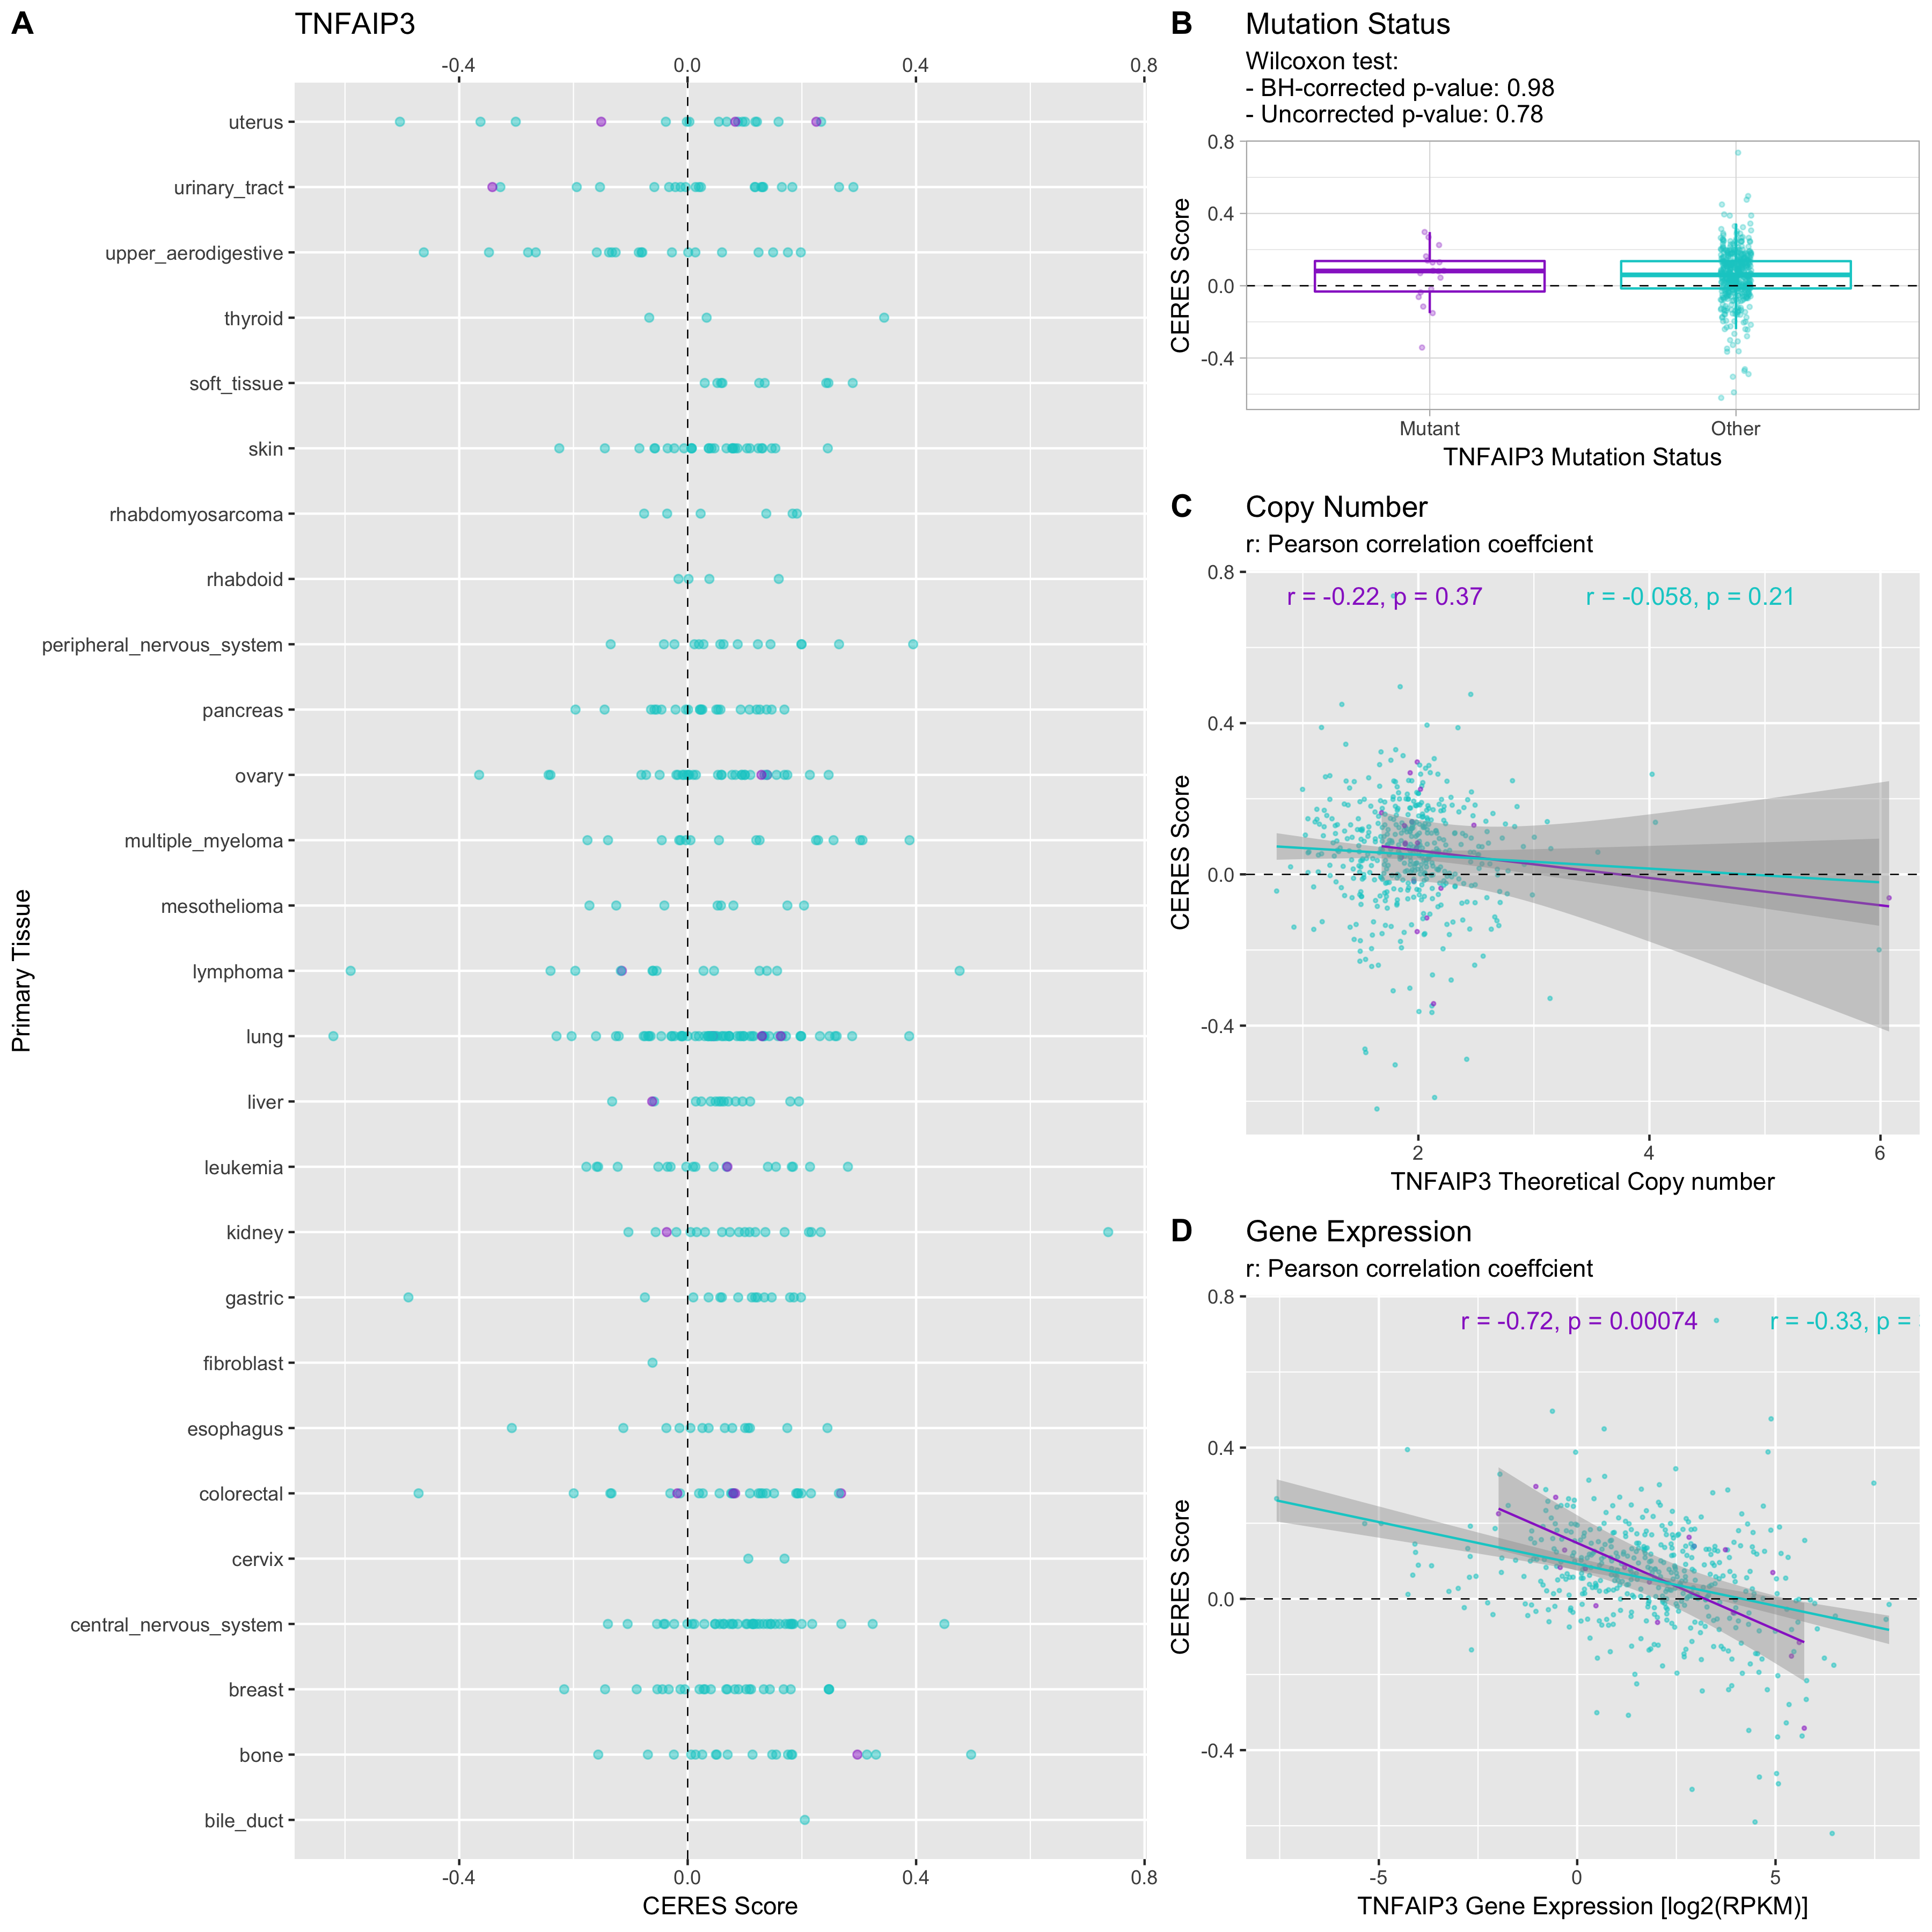 A
TNFAIP3
-0.4 0.0 0.4 0.8
uterus
urinary_tract
upper_aerodigestive
thyroid
soft_tissue
skin
rhabdomyosarcoma
rhabdoid
peripheral_nervous_system
pancreas
ovary
multiple_myeloma
mesothelioma
lymphoma
lung
liver
leukemia
kidney
gastric
fibroblast
esophagus
colorectal
cervix
central_nervous_system
breast
bone
bile_duct
Primary Tissue
-0.4 0.0 0.4 0.8
CERES Score
B Mutation Status
Wilcoxon test:
- BH-corrected p-value: 0.98
- Uncorrected p-value: 0.78
0.8
0.4
0.0
-0.4
CERES Score
Mutant Other
TNFAIP3 Mutation Status
C Copy Number
r: Pearson correlation coeffcient
r = -0.22, p = 0.37 r = -0.058, p = 0.21
0.8
0.4
0.0
-0.4
CERES Score
2 4 6
TNFAIP3 Theoretical Copy number
D Gene Expression
r: Pearson correlation coeffcient
r = -0.72, p = 0.00074 r = -0.33, p =
0.8
0.4
0.0
-0.4
CERES Score
-5 0 5
TNFAIP3 Gene Expression [log2(RPKM)]